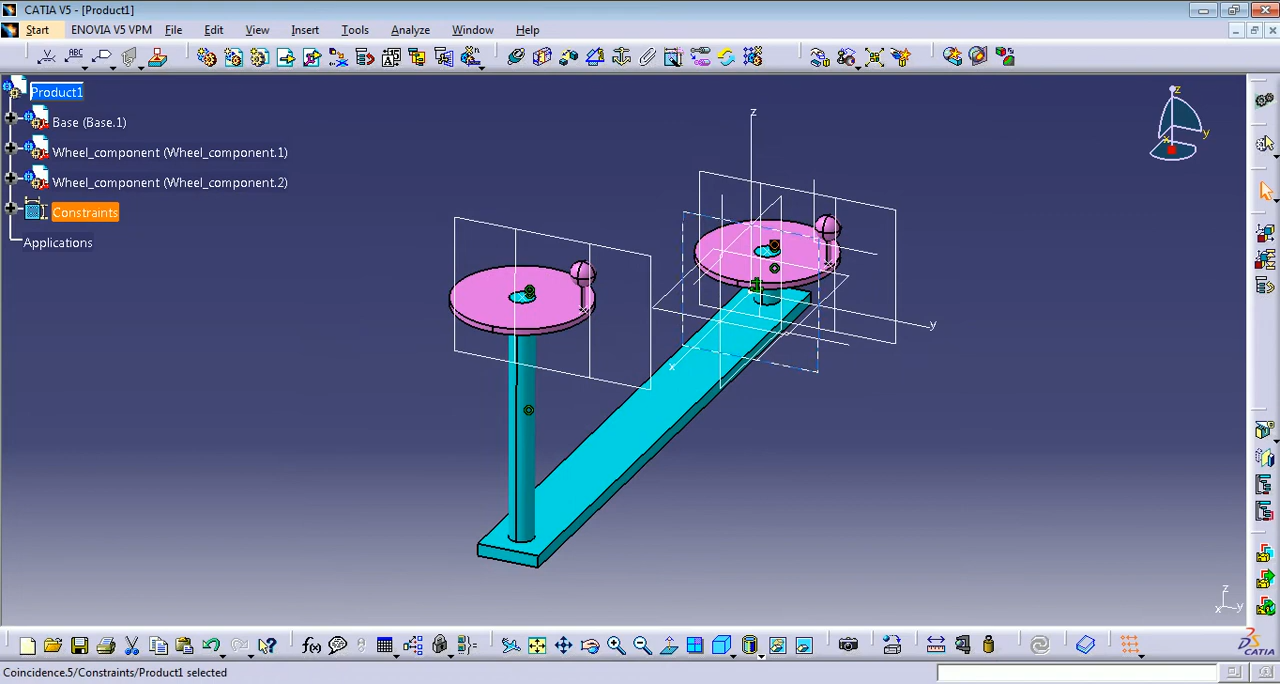 CATIA V5 - [Product1]
Start ENOVIA V5 VPM File Edit View Insert Tools Analyze Window Help
Product1
Base (Base.1)
Wheel_component (Wheel_component.1)
Wheel_component (Wheel_component.2)
Constraints
Applications
z
y
x
z
y
x
z
x
y
f(x)
CATIA
Coincidence.5/Constraints/Product1 selected